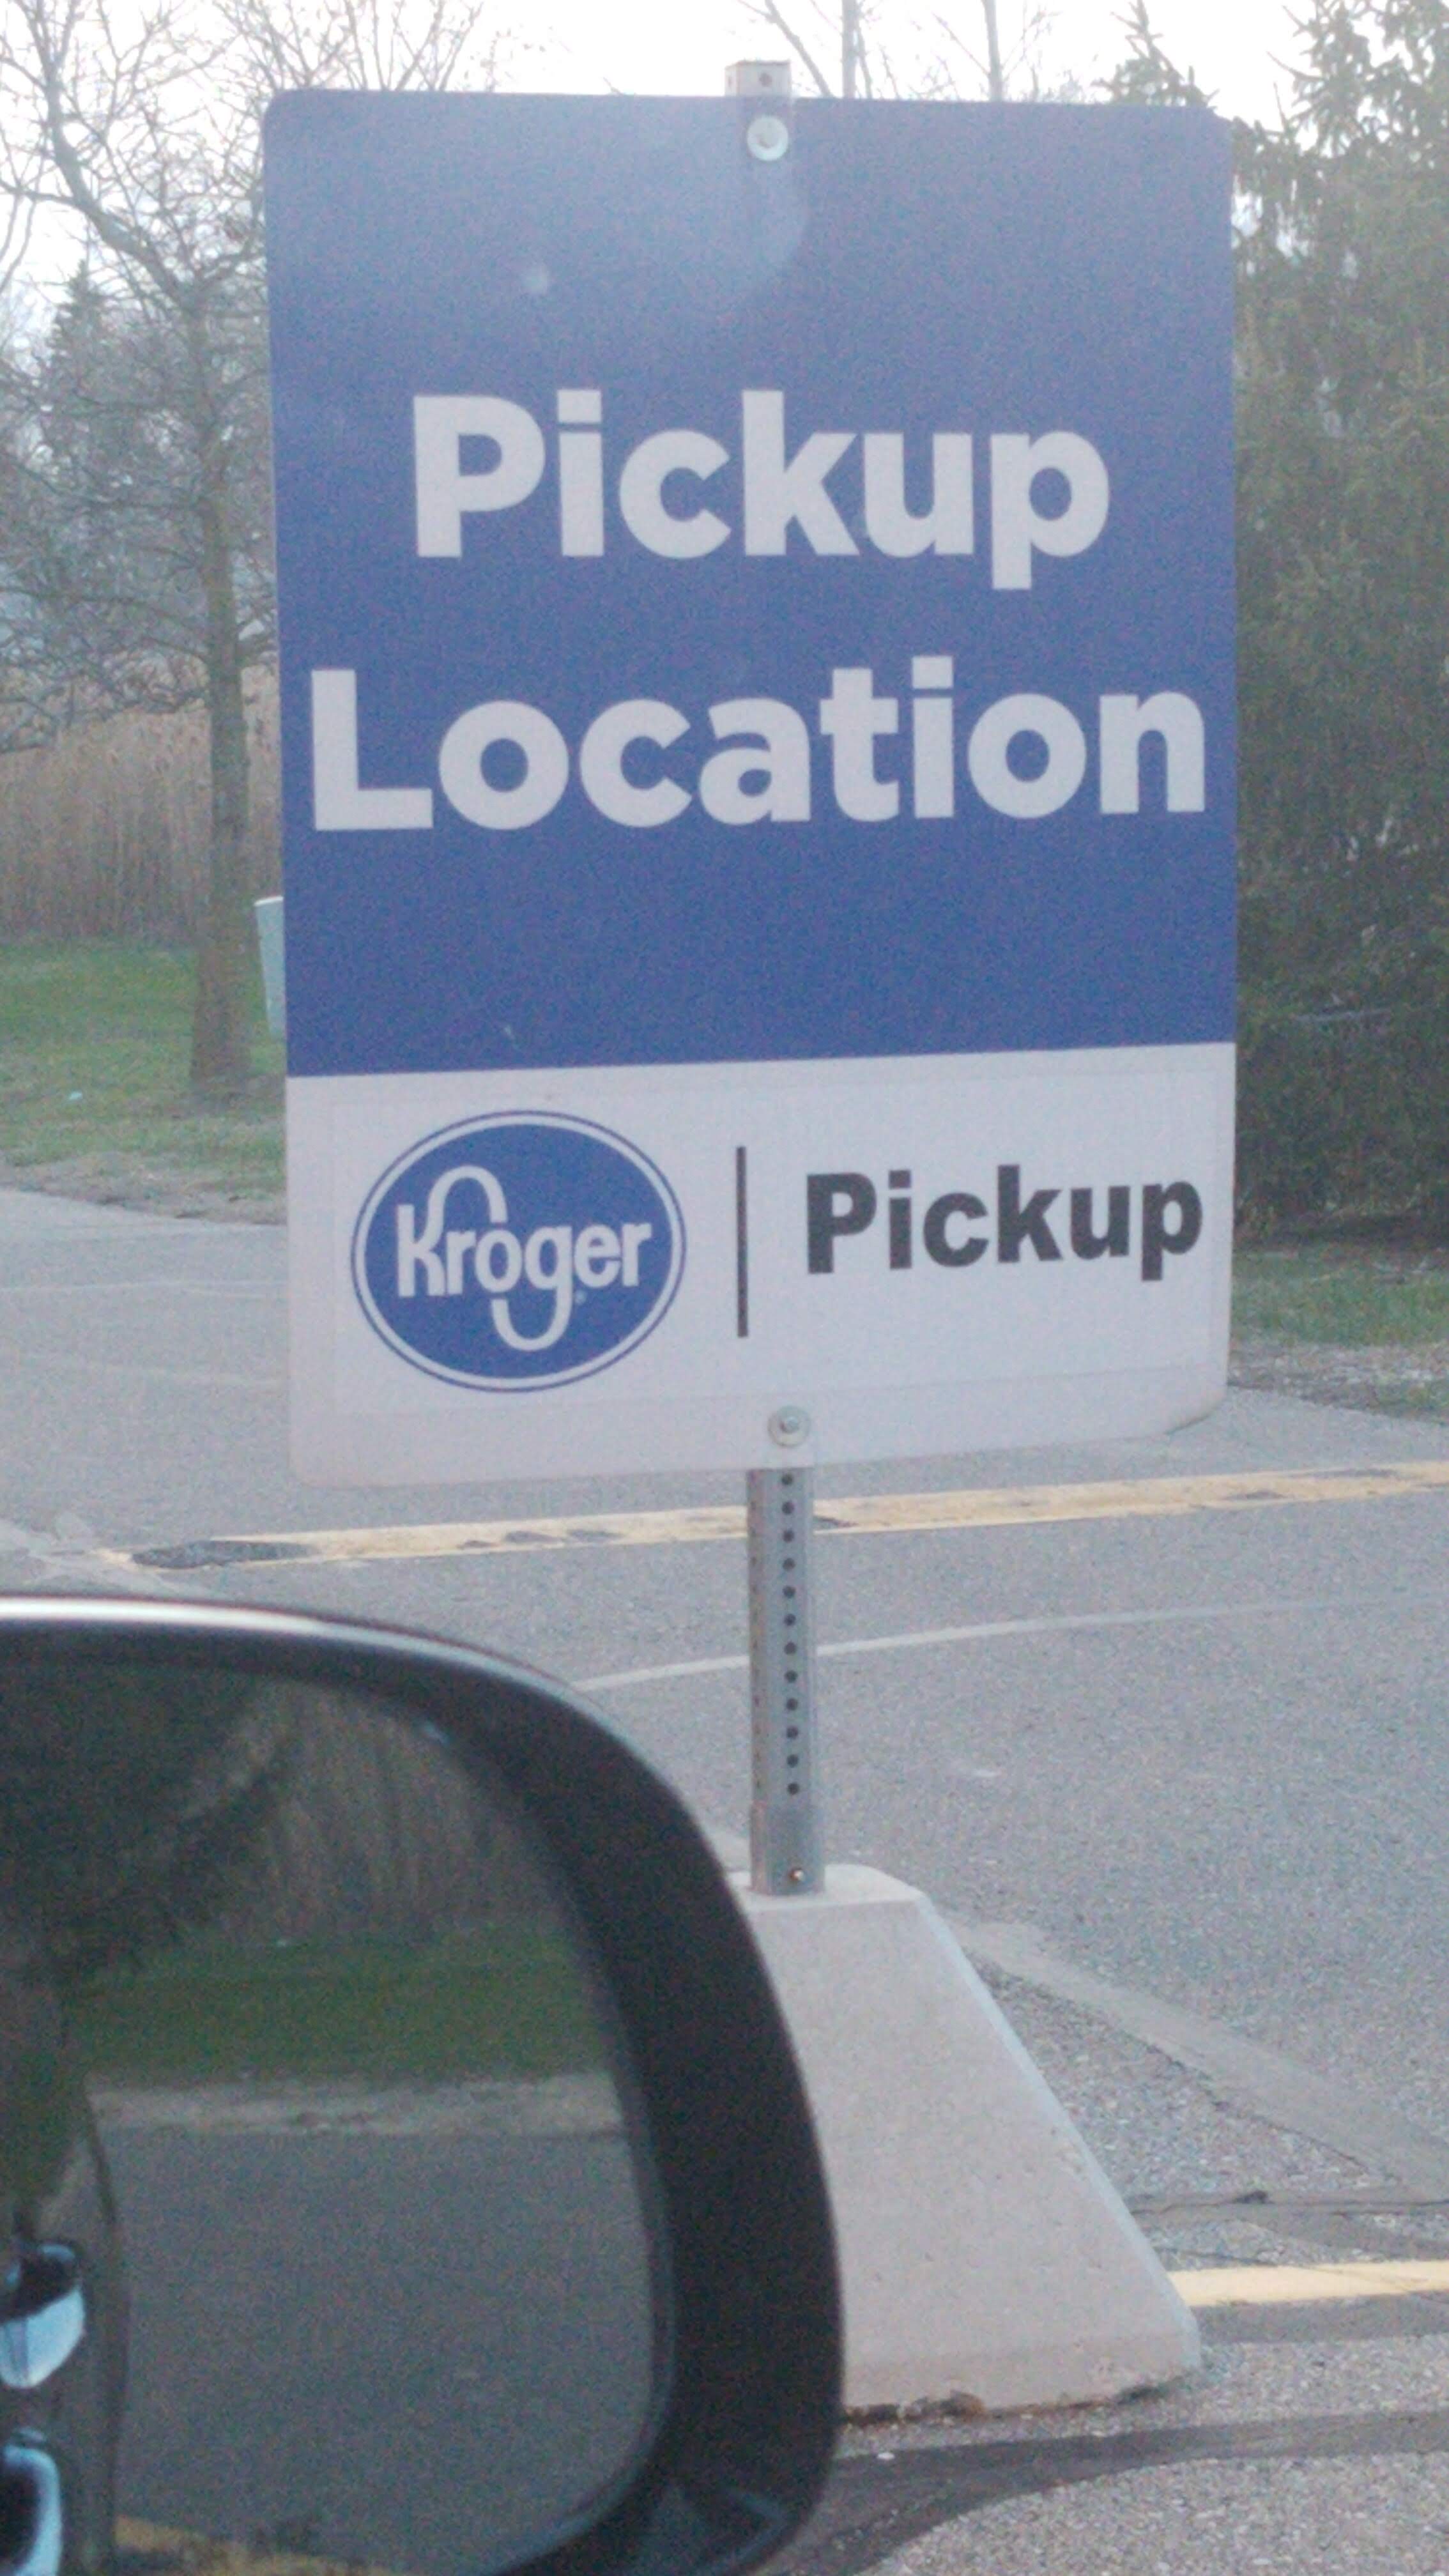 Pickup
Location
Kroger | Pickup